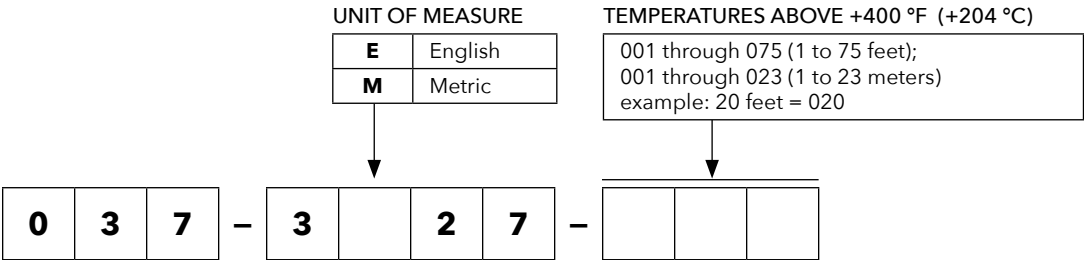 UNIT OF MEASURE
E English
M Metric
TEMPERATURES ABOVE +400 °F (+204 °C)
001 through 075 (1 to 75 feet);
001 through 023 (1 to 23 meters)
example: 20 feet = 020
0 3 7 – 3 2 7 –